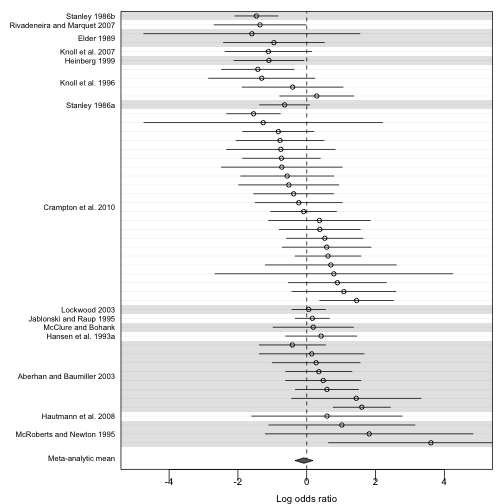 Stanley 1986b
Rivadeneira and Marquet 2007
Elder 1989
Knoll et al. 2007
Heinberg 1999
Knoll et al. 1996
Stanley 1986a
Crampton et al. 2010
Lockwood 2003
Jablonski and Raup 1995
McClure and Bohank
Hansen et al. 1993a
Aberhan and Baumiller 2003
Hautmann et al. 2008
McRoberts and Newton 1995
Meta-analytic mean
-4 -2 0 2 4
Log odds ratio